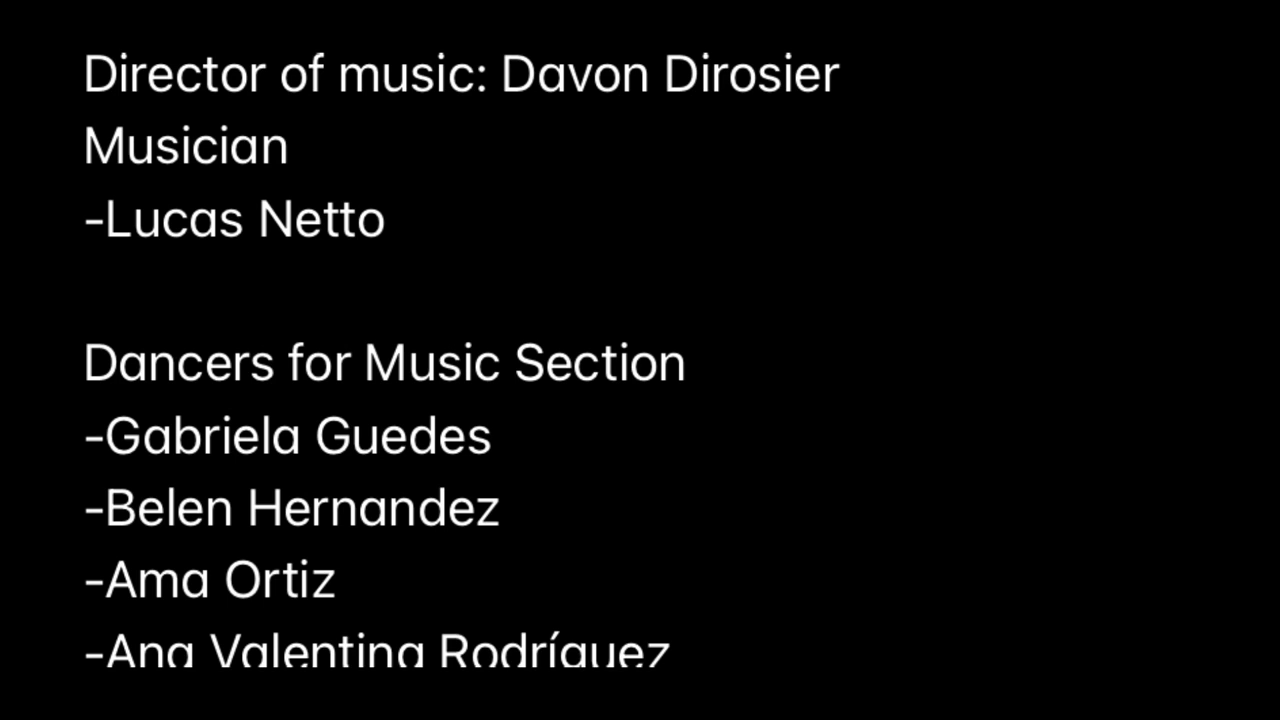 Director of music: Davon Dirosier
Musician
-Lucas Netto
Dancers for Music Section
-Gabriela Guedes
-Belen Hernandez
-Ama Ortiz
-Ana Valentina Rodríguez